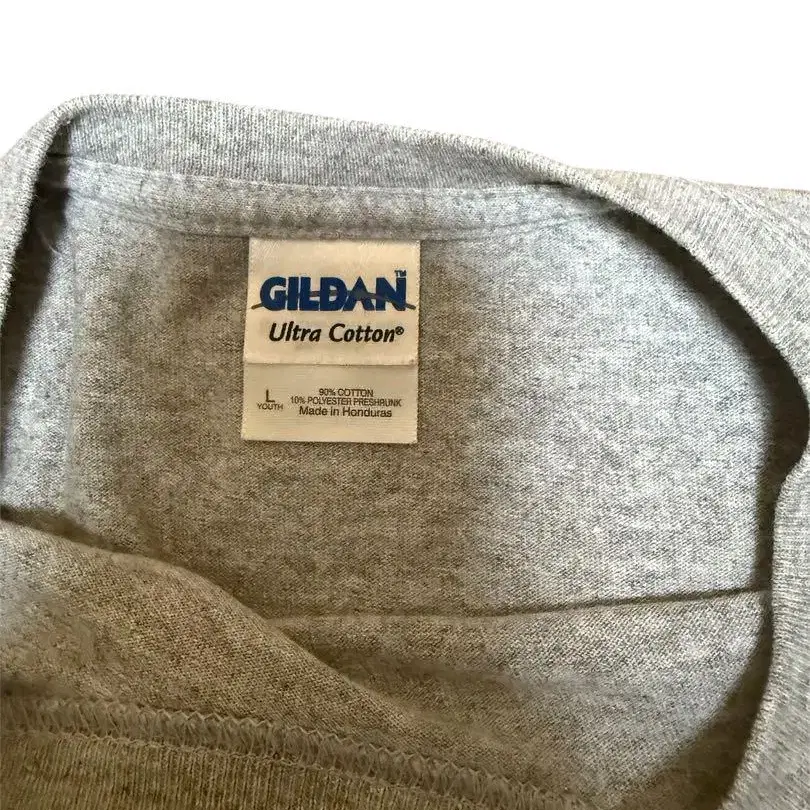 GILDAN™
Ultra Cotton®
L
YOUTH
90% COTTON
10% POLYESTER PRESHRUNK
Made in Honduras